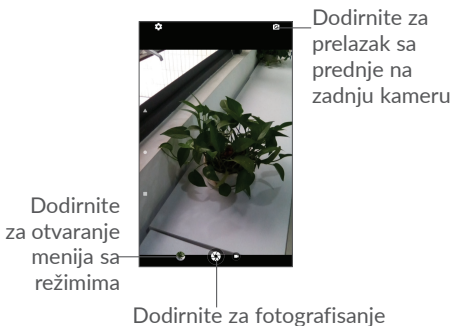 Dodirnite za
prelazak sa
prednje na
zadnju kameru
Dodirnite
za otvaranje
menija sa
režimima
Dodirnite za fotografisanje